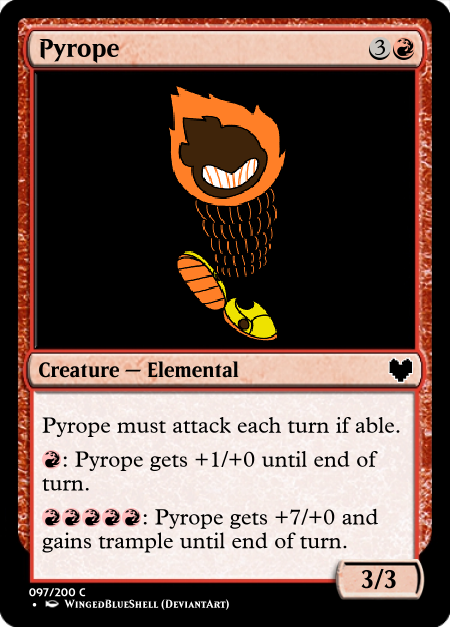 Pyrope 3
Creature — Elemental
Pyrope must attack each turn if able.
: Pyrope gets +1/+0 until end of
turn.
: Pyrope gets +7/+0 and
gains trample until end of turn.
3/3
097/200 C
• WingedBlueShell (DeviantArt)